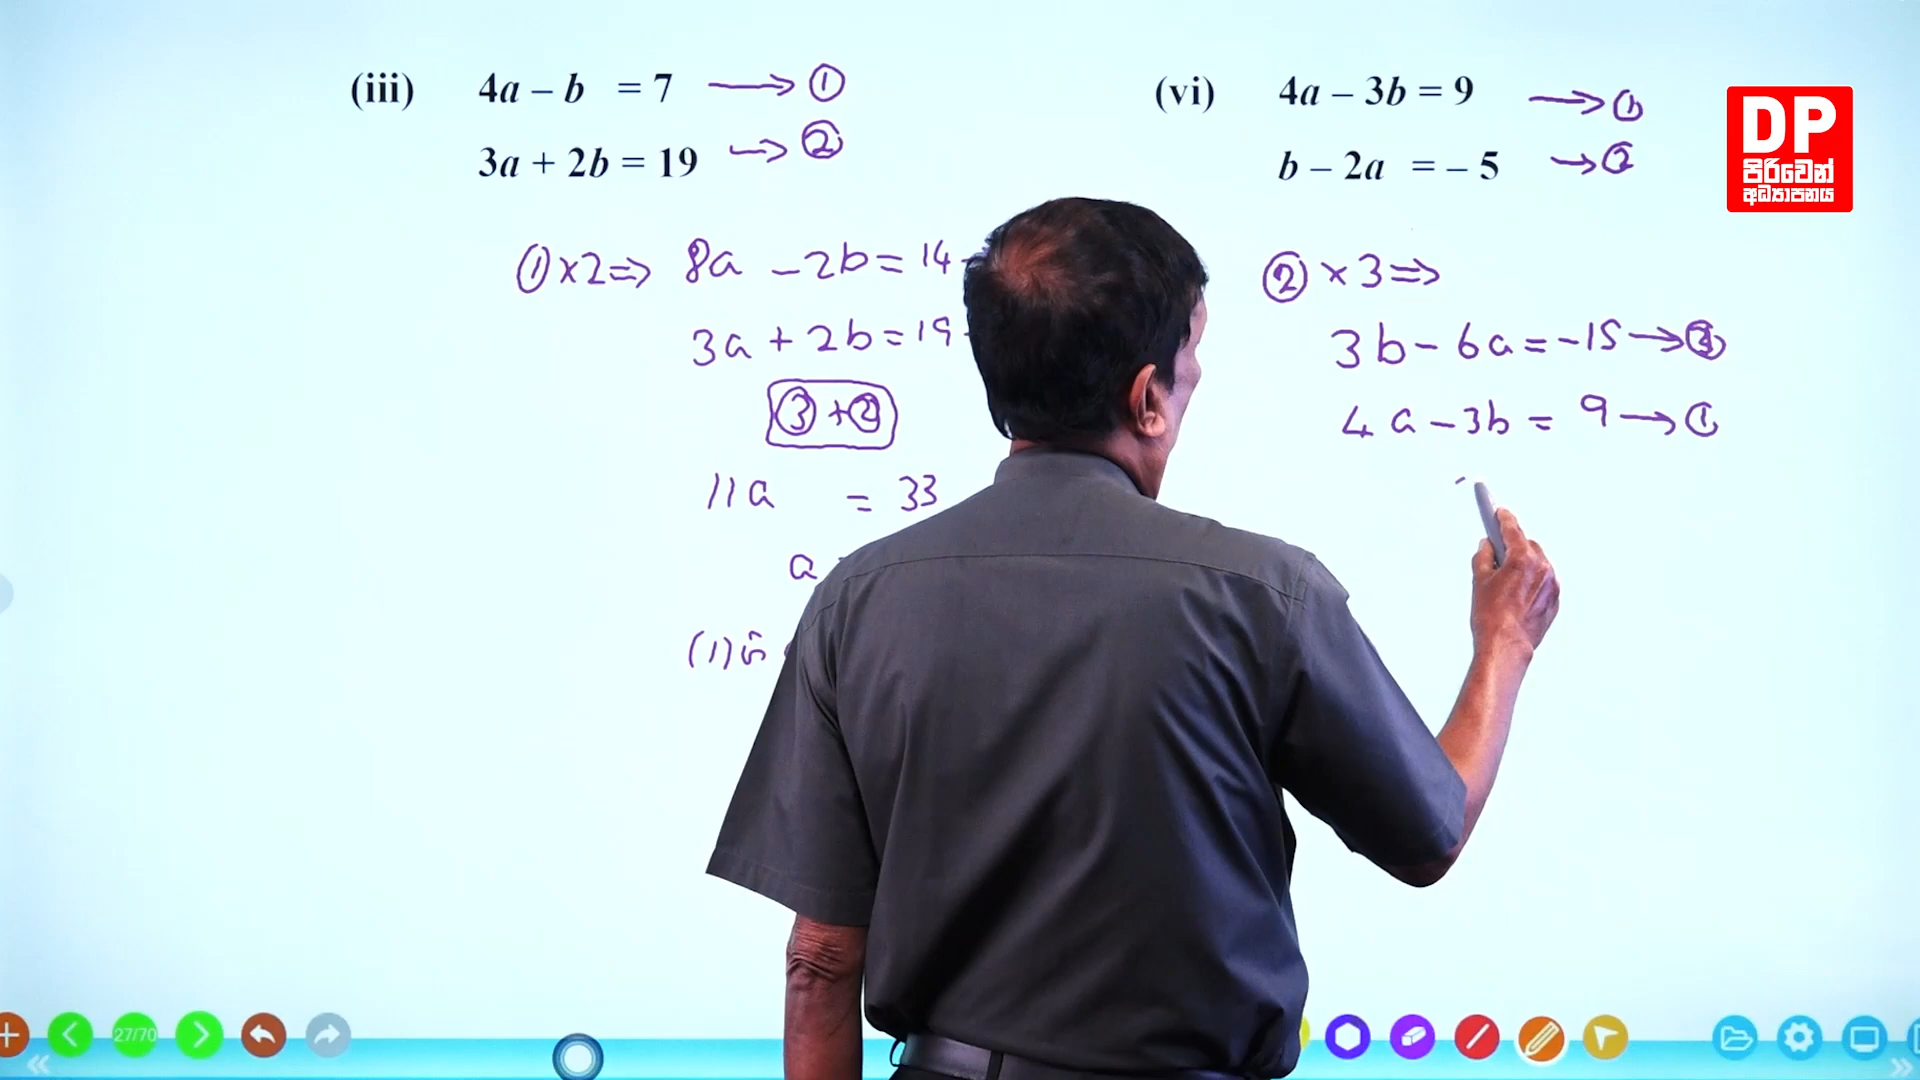 (iii) 4a – b = 7 → ①
3a + 2b = 19 → ②
① × 2 ⇒ 8a – 2b = 14
3a + 2b = 19
③ + ②
11a = 33
a
(1) න්
(vi) 4a – 3b = 9 → ①
b – 2a = – 5 → ②
② × 3 ⇒
3b – 6a = –15 → ③
4a – 3b = 9 → ①
DP
පිරිවෙන්
අධ්‍යාපනය
27/70